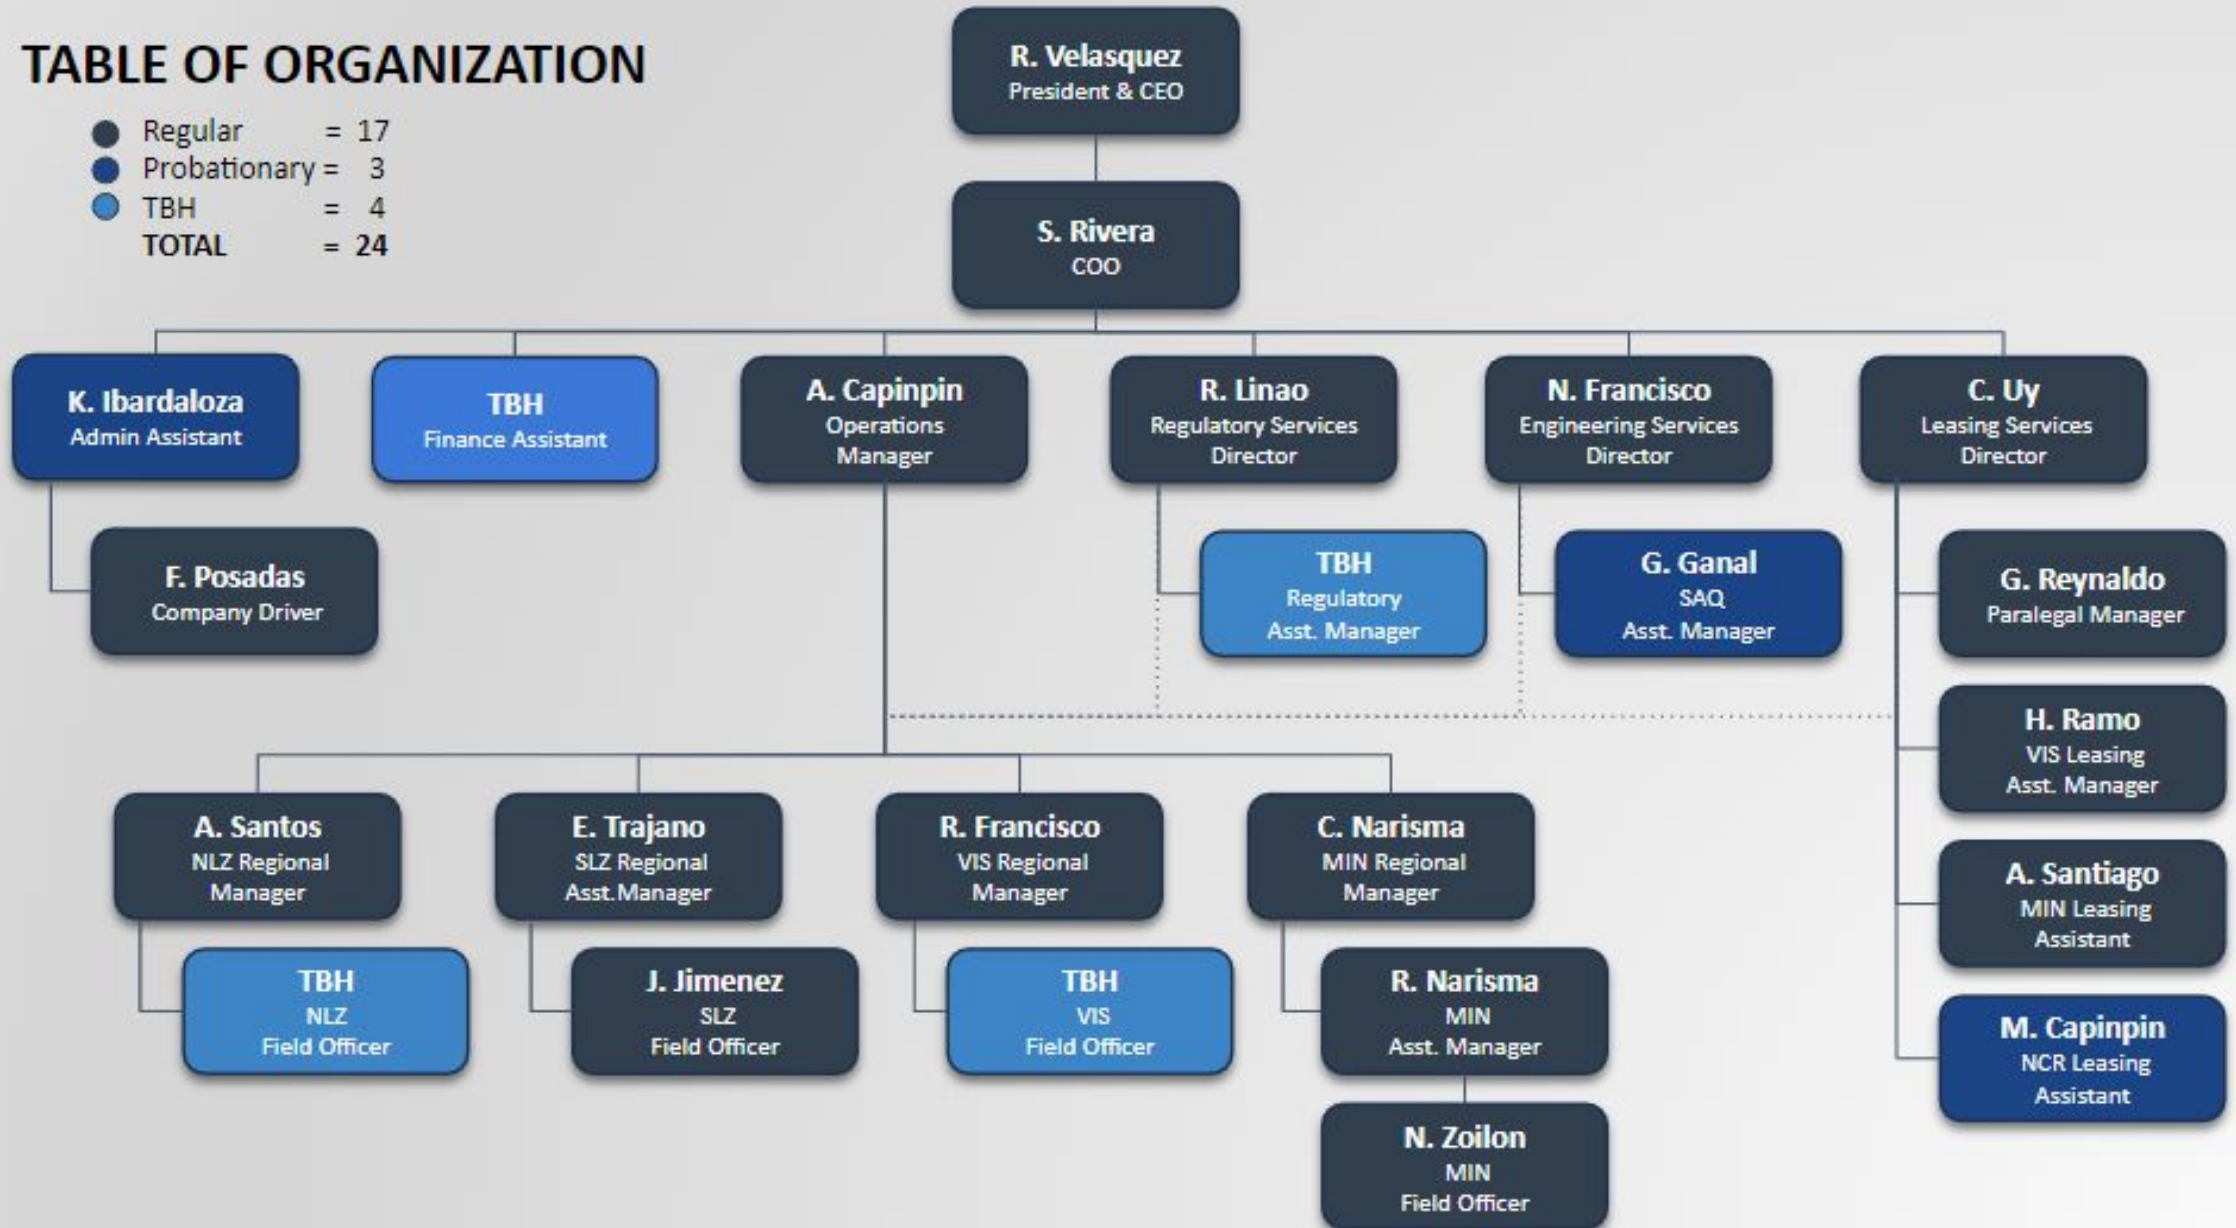 TABLE OF ORGANIZATION
Regular = 17
Probationary = 3
TBH = 4
TOTAL = 24
R. Velasquez
President & CEO
S. Rivera
COO
K. Ibardaloza
Admin Assistant
TBH
Finance Assistant
A. Capinpin
Operations
Manager
R. Linao
Regulatory Services
Director
N. Francisco
Engineering Services
Director
C. Uy
Leasing Services
Director
F. Posadas
Company Driver
TBH
Regulatory
Asst. Manager
G. Ganal
SAQ
Asst. Manager
G. Reynaldo
Paralegal Manager
H. Ramo
VIS Leasing
Asst. Manager
A. Santiago
MIN Leasing
Assistant
M. Capinpin
NCR Leasing
Assistant
A. Santos
NLZ Regional
Manager
E. Trajano
SLZ Regional
Asst.Manager
R. Francisco
VIS Regional
Manager
C. Narisma
MIN Regional
Manager
TBH
NLZ
Field Officer
J. Jimenez
SLZ
Field Officer
TBH
VIS
Field Officer
R. Narisma
MIN
Asst. Manager
N. Zoilon
MIN
Field Officer